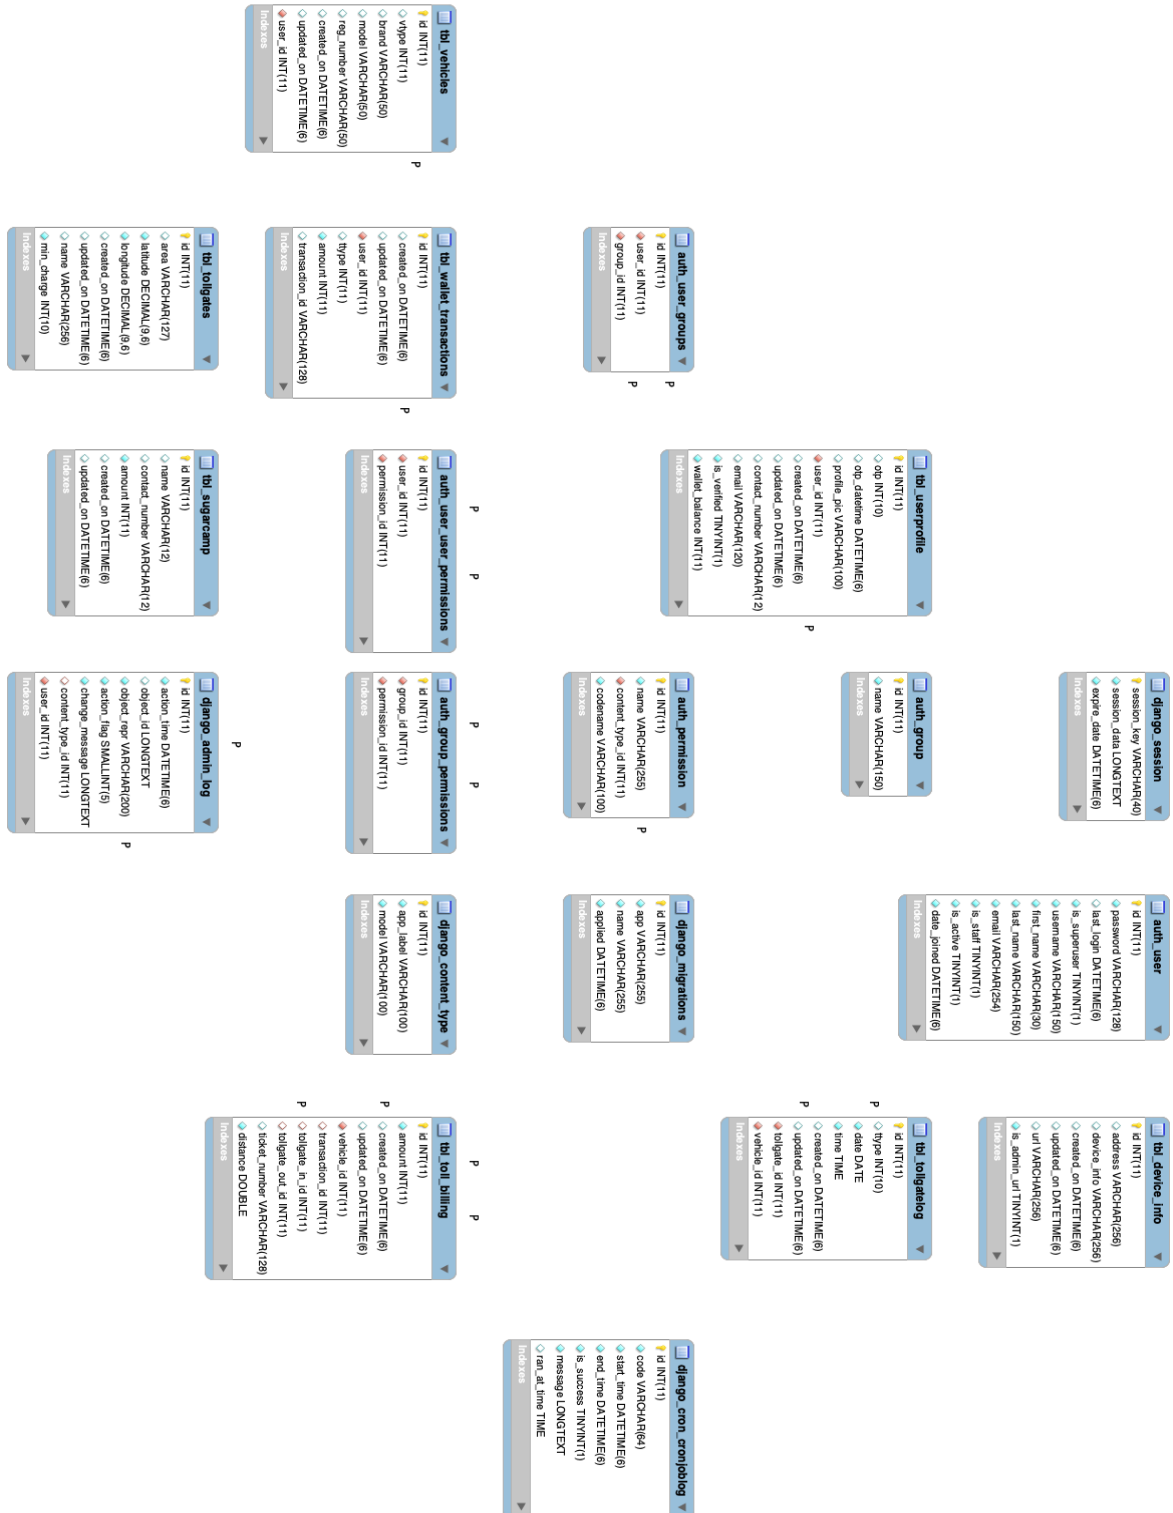 django_session
session_key VARCHAR(40)
session_data LONGTEXT
expire_date DATETIME(6)
Indexes
auth_user
id INT(11)
password VARCHAR(128)
last_login DATETIME(6)
is_superuser TINYINT(1)
username VARCHAR(150)
first_name VARCHAR(30)
last_name VARCHAR(150)
email VARCHAR(254)
is_staff TINYINT(1)
is_active TINYINT(1)
date_joined DATETIME(6)
Indexes
tbl_device_info
id INT(11)
address VARCHAR(256)
device_info VARCHAR(256)
created_on DATETIME(6)
updated_on DATETIME(6)
url VARCHAR(256)
is_admin_url TINYINT(1)
Indexes
tbl_userprofile
id INT(11)
otp INT(10)
otp_datetime DATETIME(6)
profile_pic VARCHAR(100)
user_id INT(11)
created_on DATETIME(6)
updated_on DATETIME(6)
contact_number VARCHAR(12)
email VARCHAR(120)
is_verified TINYINT(1)
wallet_balance INT(11)
Indexes
P
auth_group
id INT(11)
name VARCHAR(150)
Indexes
P
P
tbl_tollgatelog
id INT(11)
ttype INT(10)
date DATE
time TIME
created_on DATETIME(6)
updated_on DATETIME(6)
tollgate_id INT(11)
vehicle_id INT(11)
Indexes
auth_user_groups
id INT(11)
user_id INT(11)
group_id INT(11)
Indexes
P
P
auth_permission
id INT(11)
name VARCHAR(255)
content_type_id INT(11)
codename VARCHAR(100)
Indexes
P
django_migrations
id INT(11)
app VARCHAR(255)
name VARCHAR(255)
applied DATETIME(6)
Indexes
django_cron_cronjoblog
id INT(11)
code VARCHAR(64)
start_time DATETIME(6)
end_time DATETIME(6)
is_success TINYINT(1)
message LONGTEXT
ran_at_time TIME
Indexes
tbl_vehicles
id INT(11)
vtype INT(11)
brand VARCHAR(50)
model VARCHAR(50)
reg_number VARCHAR(50)
created_on DATETIME(6)
updated_on DATETIME(6)
user_id INT(11)
Indexes
P
tbl_wallet_transactions
id INT(11)
created_on DATETIME(6)
updated_on DATETIME(6)
user_id INT(11)
ttype INT(11)
amount INT(11)
transaction_id VARCHAR(128)
Indexes
P
P
P
auth_user_user_permissions
id INT(11)
user_id INT(11)
permission_id INT(11)
Indexes
P
P
auth_group_permissions
id INT(11)
group_id INT(11)
permission_id INT(11)
Indexes
django_content_type
id INT(11)
app_label VARCHAR(100)
model VARCHAR(100)
Indexes
P
P
P
P
tbl_toll_billing
id INT(11)
amount INT(11)
created_on DATETIME(6)
updated_on DATETIME(6)
vehicle_id INT(11)
transaction_id INT(11)
tollgate_in_id INT(11)
tollgate_out_id INT(11)
ticket_number VARCHAR(128)
distance DOUBLE
Indexes
tbl_tollgates
id INT(11)
area VARCHAR(127)
latitude DECIMAL(9,6)
longitude DECIMAL(9,6)
created_on DATETIME(6)
updated_on DATETIME(6)
name VARCHAR(256)
min_charge INT(10)
Indexes
tbl_sugarcamp
id INT(11)
name VARCHAR(12)
contact_number VARCHAR(12)
amount INT(11)
created_on DATETIME(6)
updated_on DATETIME(6)
Indexes
P
django_admin_log
id INT(11)
action_time DATETIME(6)
object_id LONGTEXT
object_repr VARCHAR(200)
action_flag SMALLINT(5)
change_message LONGTEXT
content_type_id INT(11)
user_id INT(11)
Indexes
P